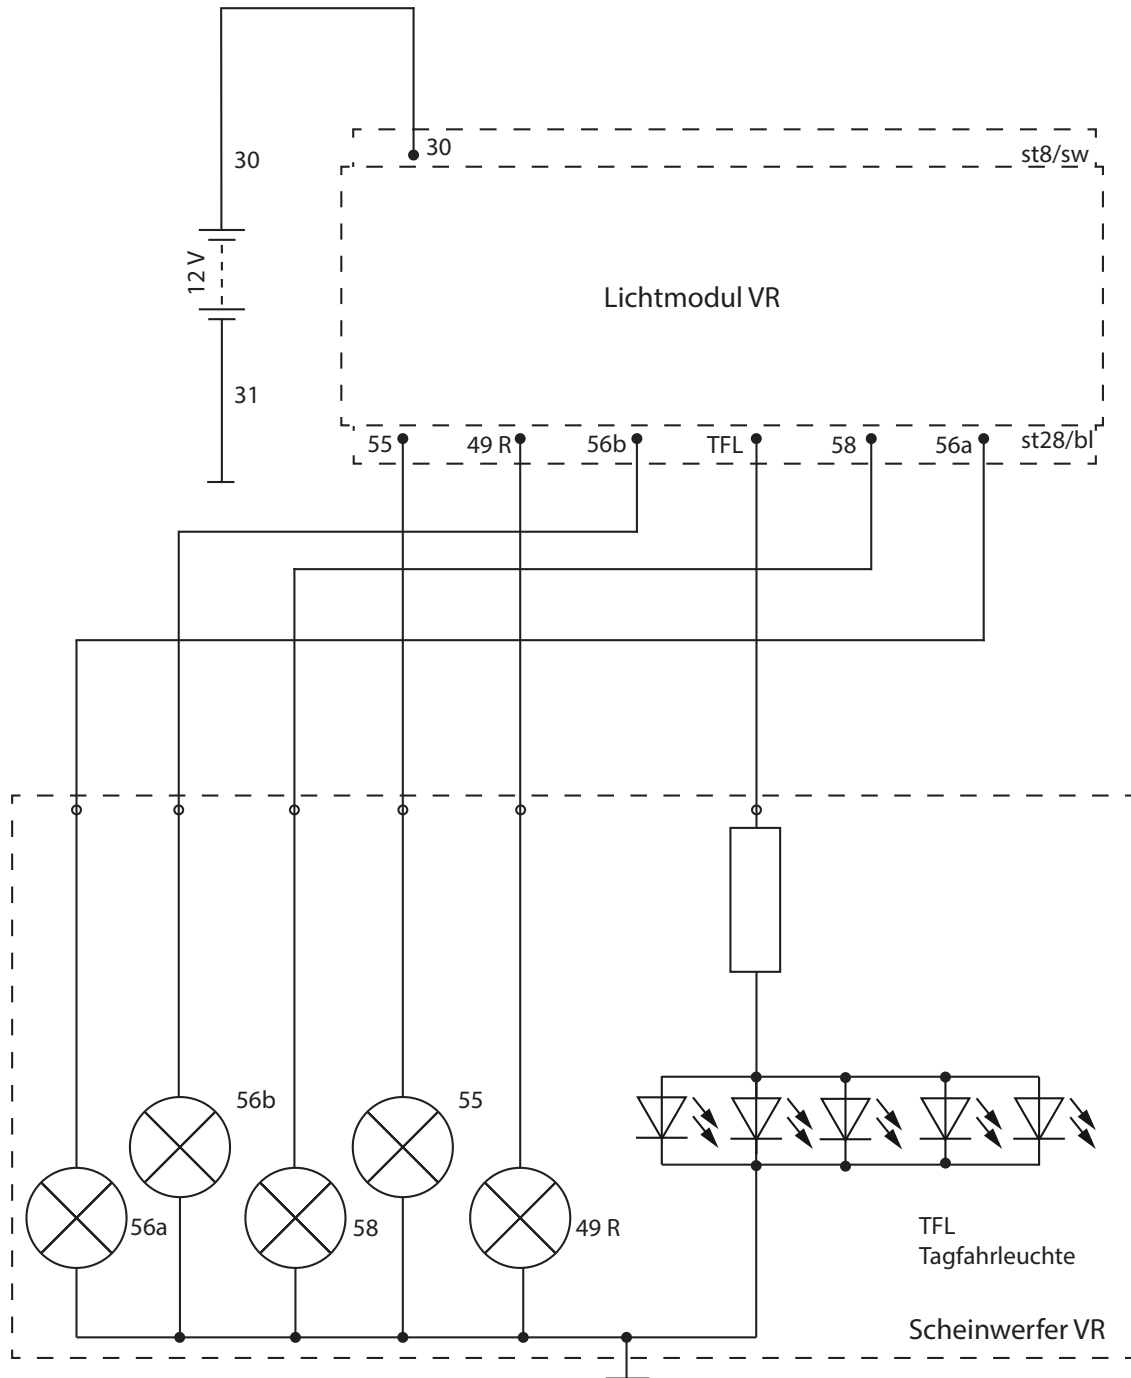 30
30
st8/sw
12 V
Lichtmodul VR
31
55
49 R
56b
TFL
58
56a
st28/bl
56b
55
56a
58
49 R
TFL
Tagfahrleuchte
Scheinwerfer VR